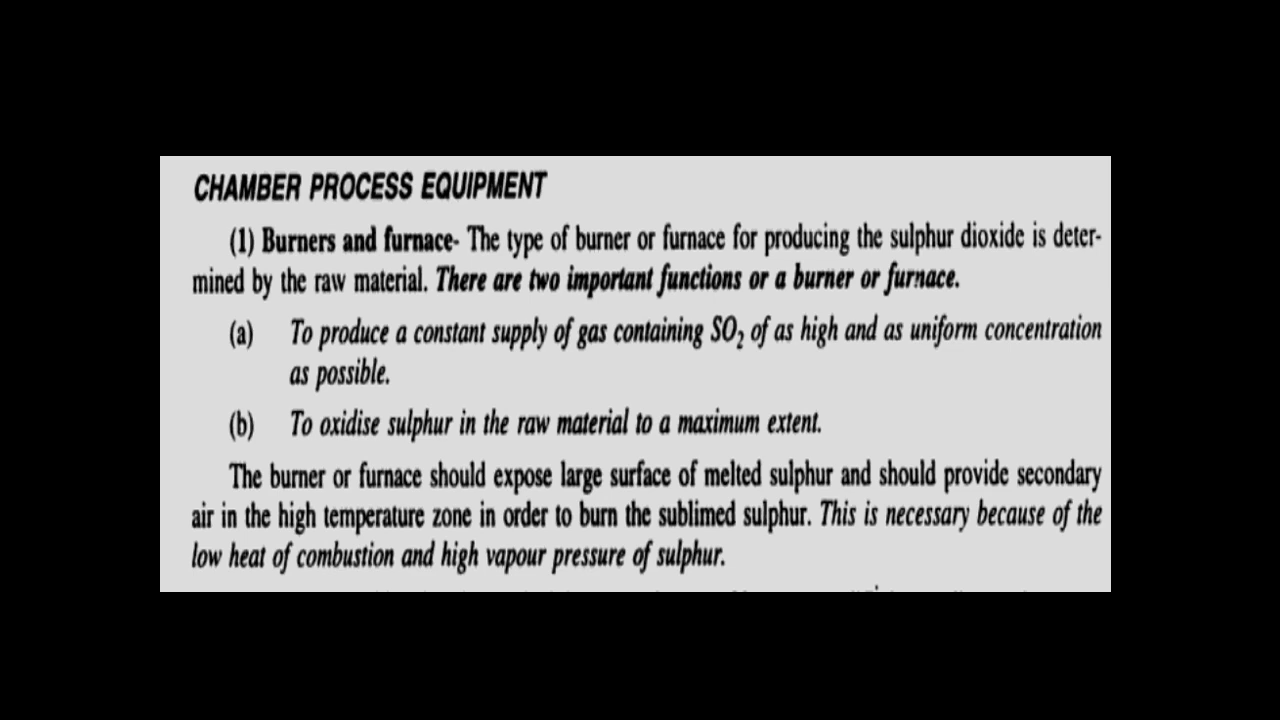 CHAMBER PROCESS EQUIPMENT
(1) Burners and furnace- The type of burner or furnace for producing the sulphur dioxide is deter-
mined by the raw material. There are two important functions or a burner or furnace.
(a) To produce a constant supply of gas containing SO₂ of as high and as uniform concentration
as possible.
(b) To oxidise sulphur in the raw material to a maximum extent.
The burner or furnace should expose large surface of melted sulphur and should provide secondary
air in the high temperature zone in order to burn the sublimed sulphur. This is necessary because of the
low heat of combustion and high vapour pressure of sulphur.